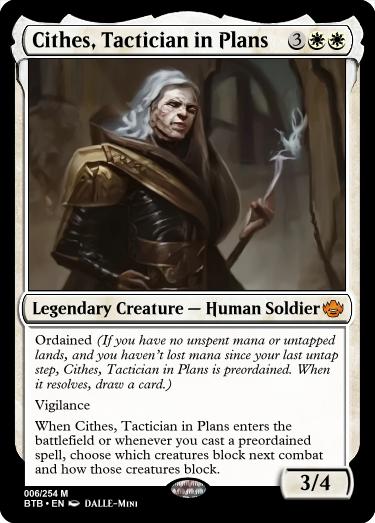 Cithes, Tactician in Plans 3
Legendary Creature — Human Soldier
Ordained (If you have no unspent mana or untapped
lands, and you haven't lost mana since your last untap
step, Cithes, Tactician in Plans is preordained. When
it resolves, draw a card.)
Vigilance
When Cithes, Tactician in Plans enters the
battlefield or whenever you cast a preordained
spell, choose which creatures block next combat
and how those creatures block.
3/4
006/254 M
BTB • EN DALLE-Mini